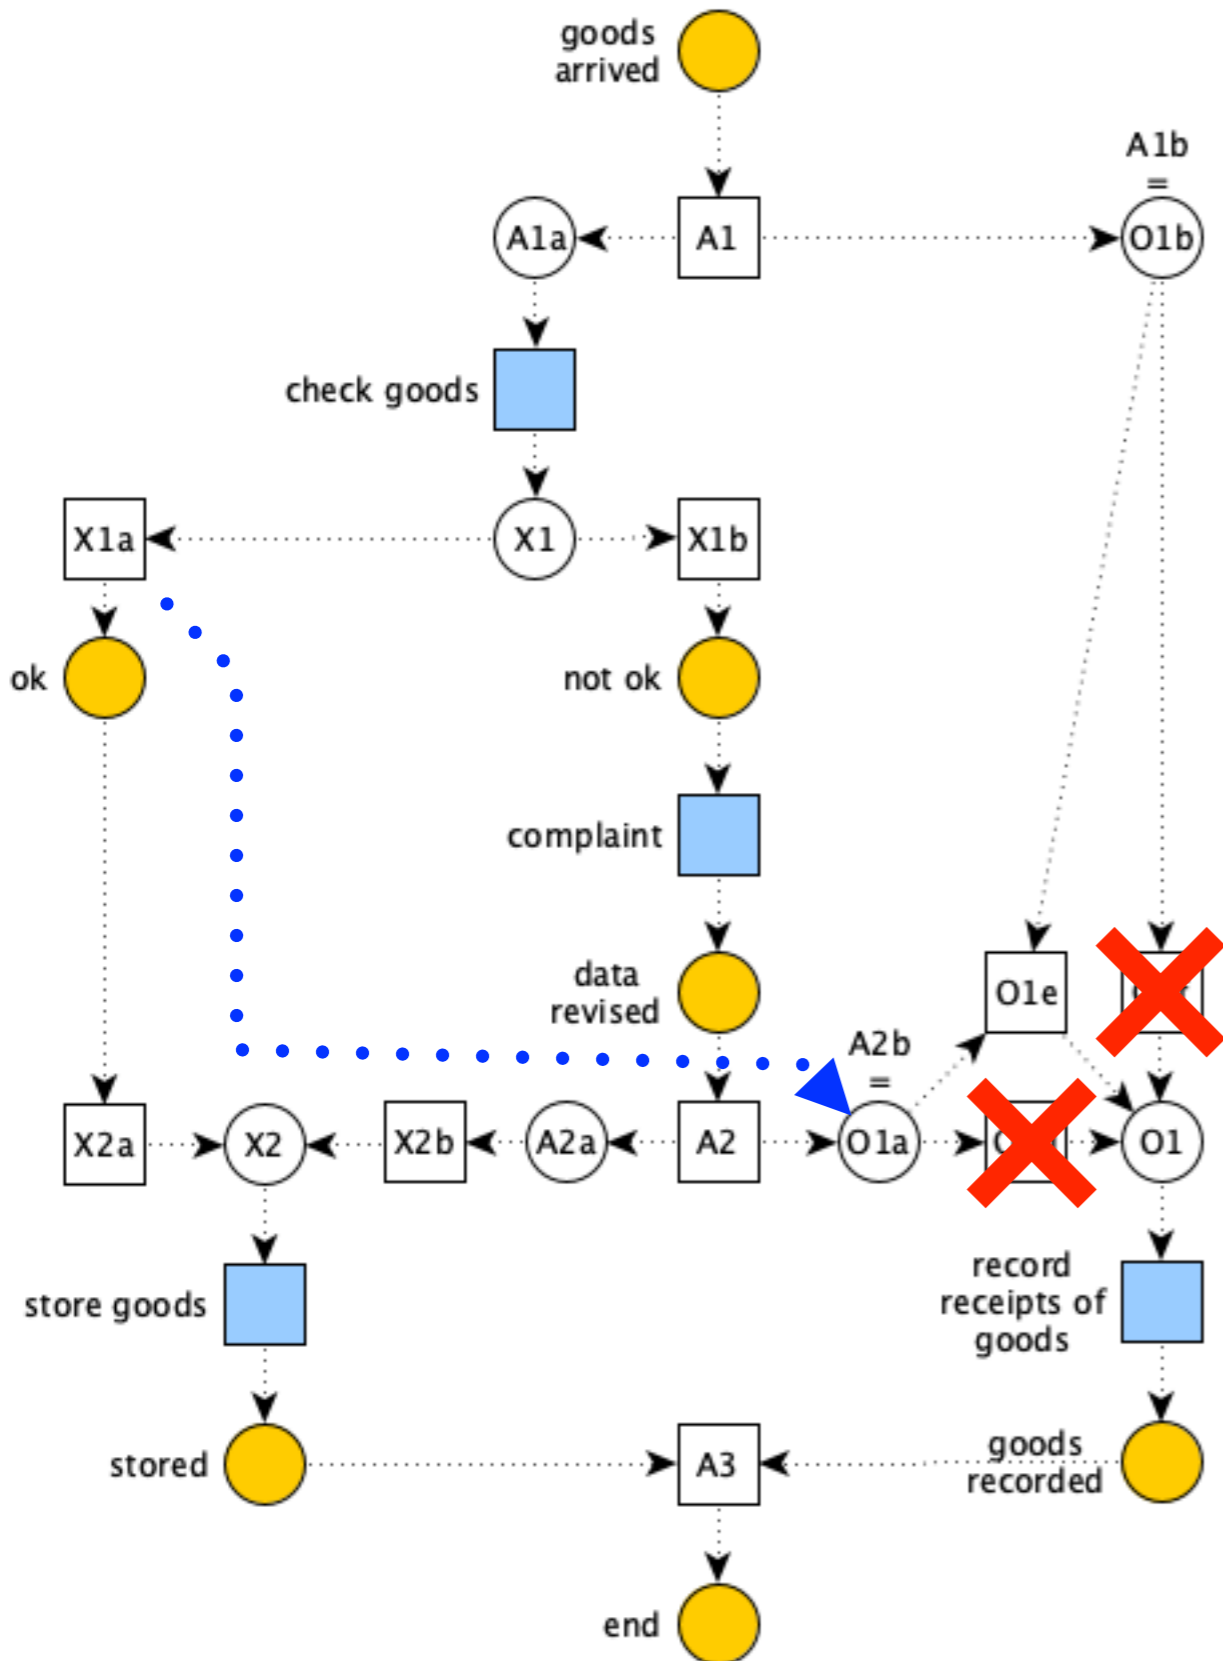 goods
arrived
A1b
=
A1a
A1
O1b
check goods
X1a
X1
X1b
ok
not ok
complaint
data
revised
O1e
A2b
=
X2a
X2
X2b
A2a
A2
O1a
O1
store goods
record
receipts of
goods
stored
A3
goods
recorded
end